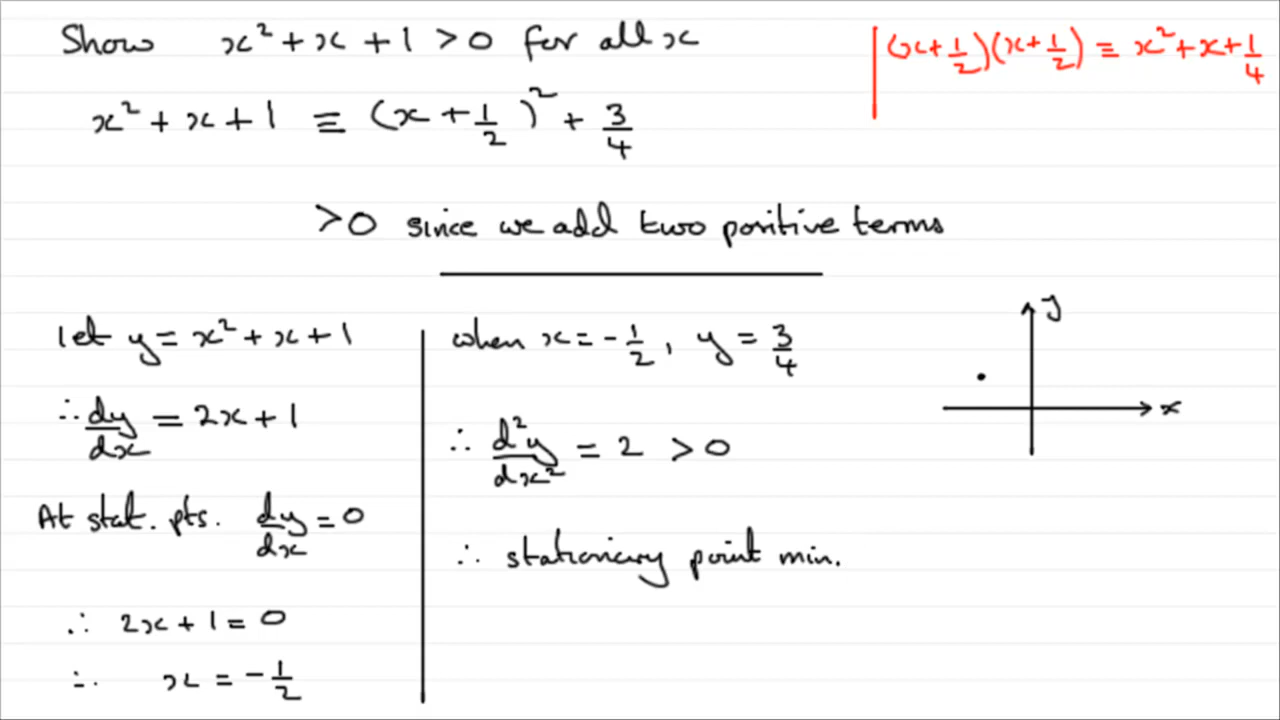 Show x² + x + 1 > 0 for all x
(x + 1/2)(x + 1/2) ≡ x² + x + 1/4
x² + x + 1 ≡ (x + 1/2)² + 3/4
> 0 since we add two positive terms
let y = x² + x + 1
∴ dy/dx = 2x + 1
At stat. pts. dy/dx = 0
∴ 2x + 1 = 0
∴ x = -1/2
when x = -1/2, y = 3/4
∴ d²y/dx² = 2 > 0
∴ stationary point min.
y
x